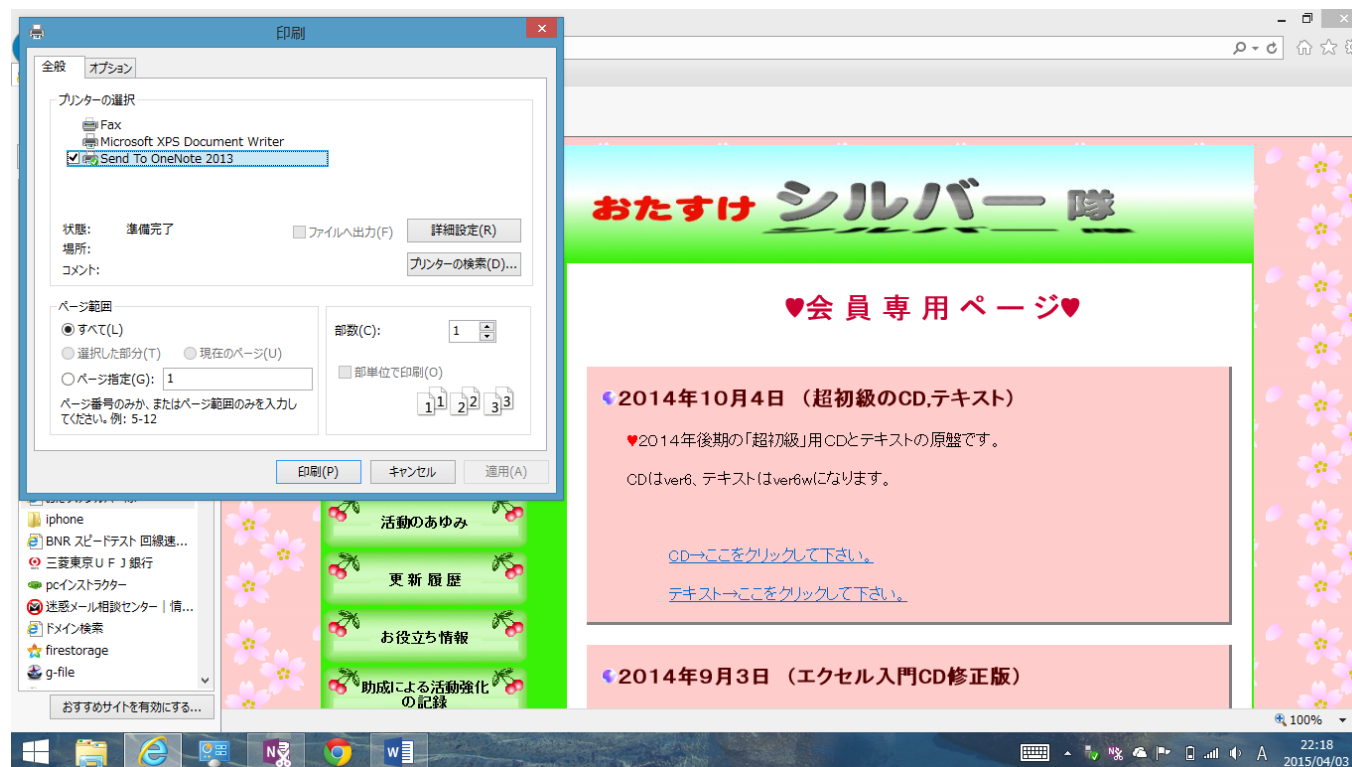 印刷
全般 オプション
プリンターの選択
Fax
Microsoft XPS Document Writer
Send To OneNote 2013
状態: 準備完了
ファイルへ出力(F) 詳細設定(R)
場所:
コメント:
プリンターの検索(D)...
ページ範囲
すべて(L)
選択した部分(T) 現在のページ(U)
ページ指定(G): 1
ページ番号のみか、またはページ範囲のみを入力し
てください。例: 5-12
部数(C): 1
部単位で印刷(O)
11 22 33
印刷(P) キャンセル 適用(A)
iphone
BNR スピードテスト 回線速...
三菱東京UFJ銀行
pcインストラクター
迷惑メール相談センター|情...
ドメイン検索
firestorage
g-file
おすすめサイトを有効にする...
活動のあゆみ
更新履歴
お役立ち情報
助成による活動強化
の記録
おたすけ シルバー 隊
♥会員専用ページ♥
2014年10月4日 (超初級のCD,テキスト)
♥2014年後期の「超初級」用CDとテキストの原盤です。
CDはver6、テキストはver6wになります。
CD→ここをクリックして下さい。
テキスト→ここをクリックして下さい。
2014年9月3日 (エクセル入門CD修正版)
100%
A
22:18
2015/04/03